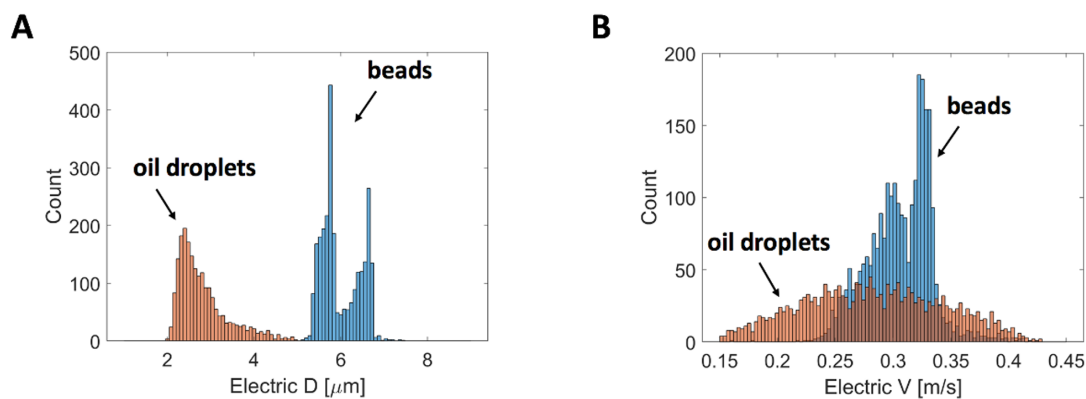 A
500
400
300
200
100
0
Count
oil droplets
beads
2
4
6
8
Electric D [μm]
B
200
150
100
50
0
Count
oil droplets
beads
0.15
0.2
0.25
0.3
0.35
0.4
0.45
Electric V [m/s]